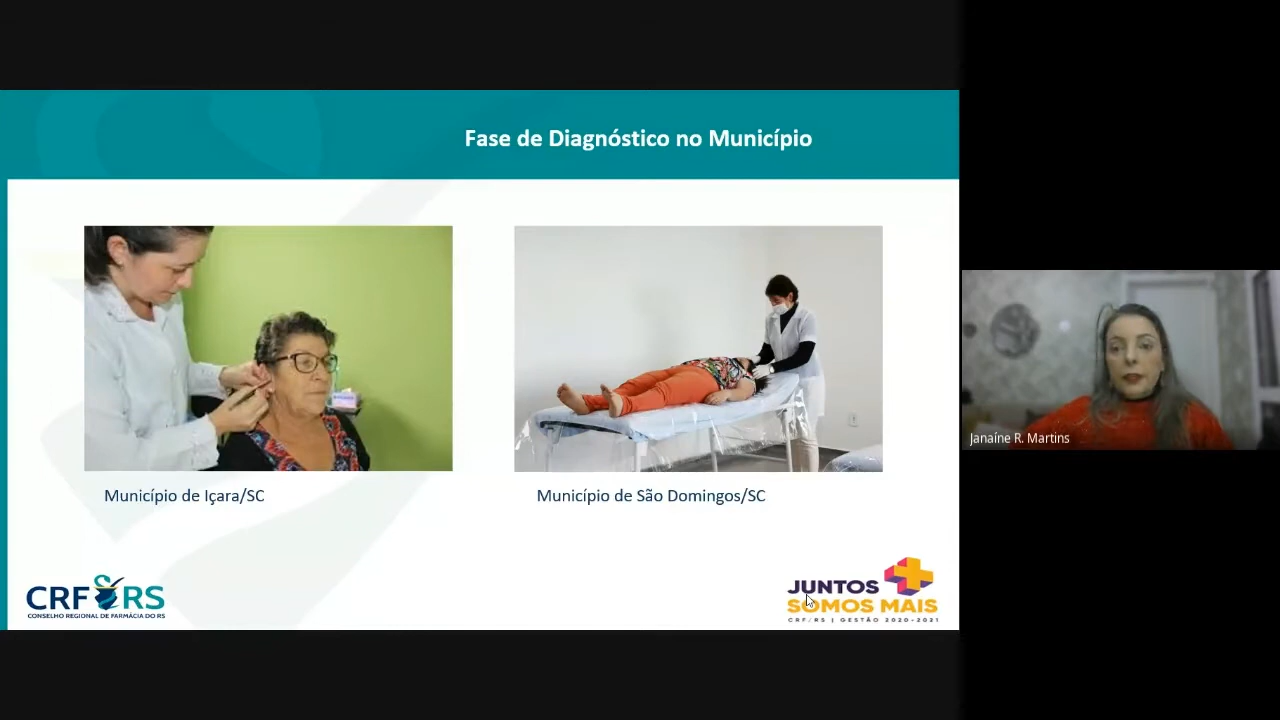 Fase de Diagnóstico no Município
Município de Içara/SC
Município de São Domingos/SC
Janaíne R. Martins
CRF RS
CONSELHO REGIONAL DE FARMÁCIA DO RS
JUNTOS
SOMOS MAIS
CRF/RS | GESTÃO 2020-2021